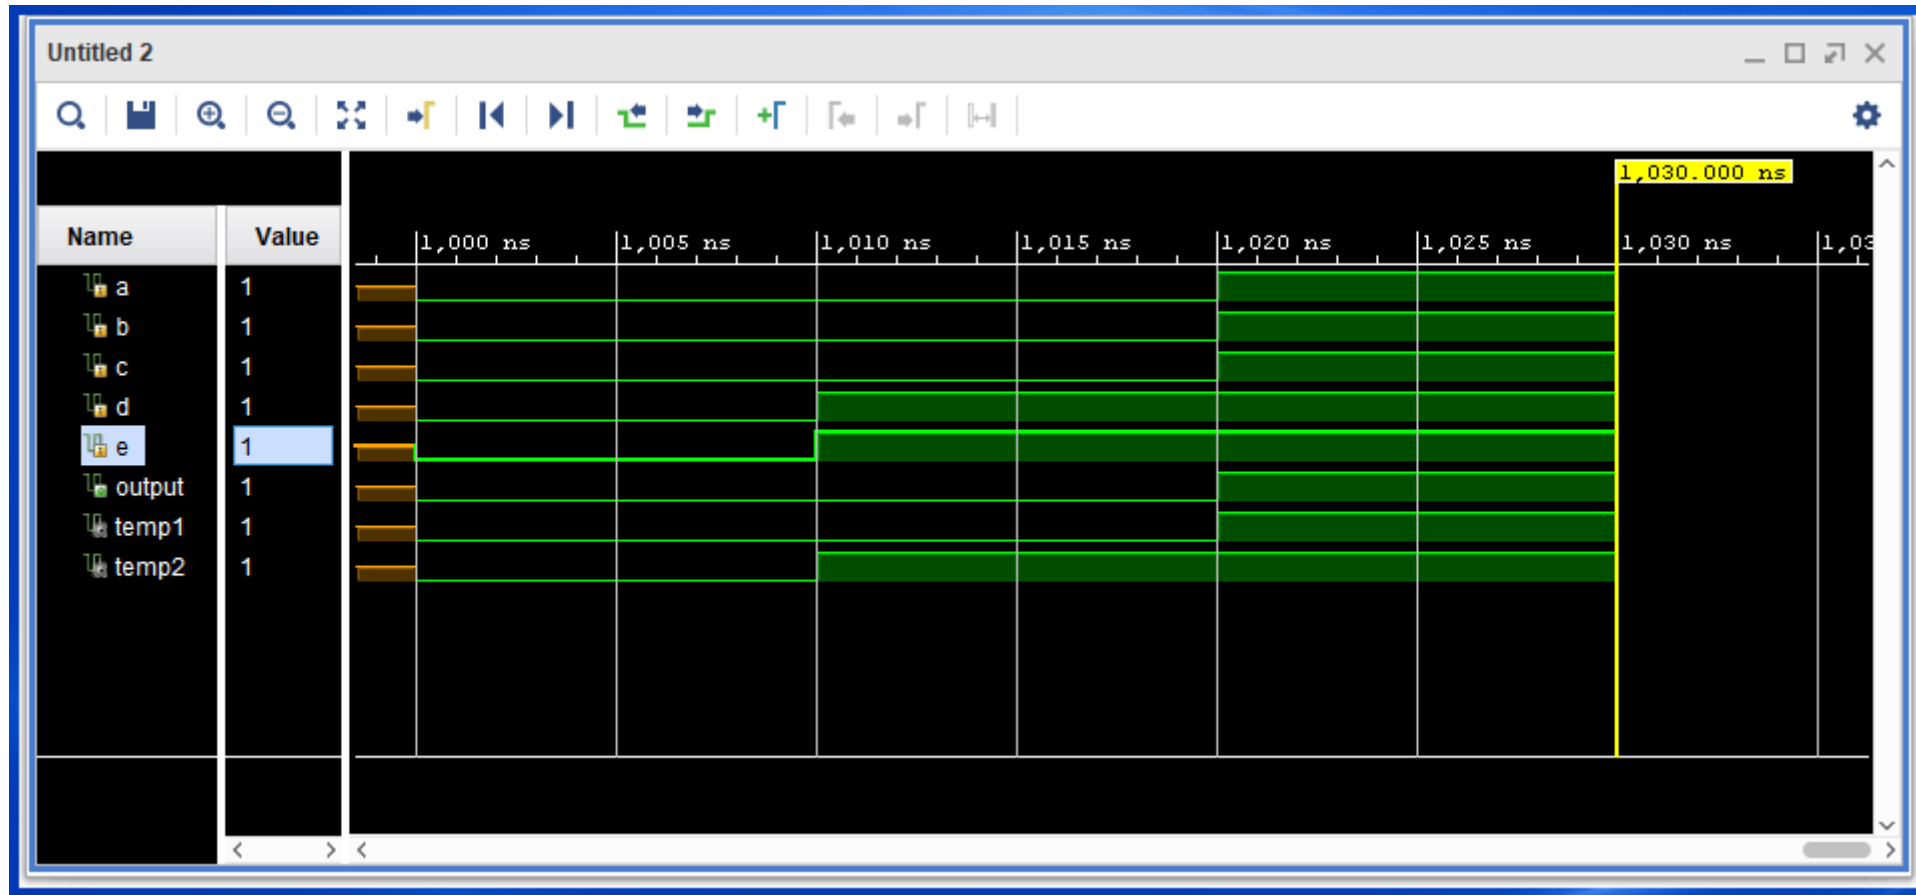 Untitled 2
1,030.000 ns
Name Value 1,000 ns 1,005 ns 1,010 ns 1,015 ns 1,020 ns 1,025 ns 1,030 ns 1,03
a 1
b 1
c 1
d 1
e 1
output 1
temp1 1
temp2 1